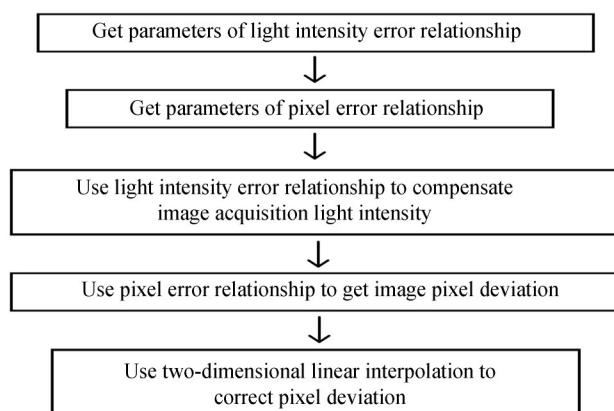 Get parameters of light intensity error relationship
Get parameters of pixel error relationship
Use light intensity error relationship to compensate
image acquisition light intensity
Use pixel error relationship to get image pixel deviation
Use two-dimensional linear interpolation to
correct pixel deviation